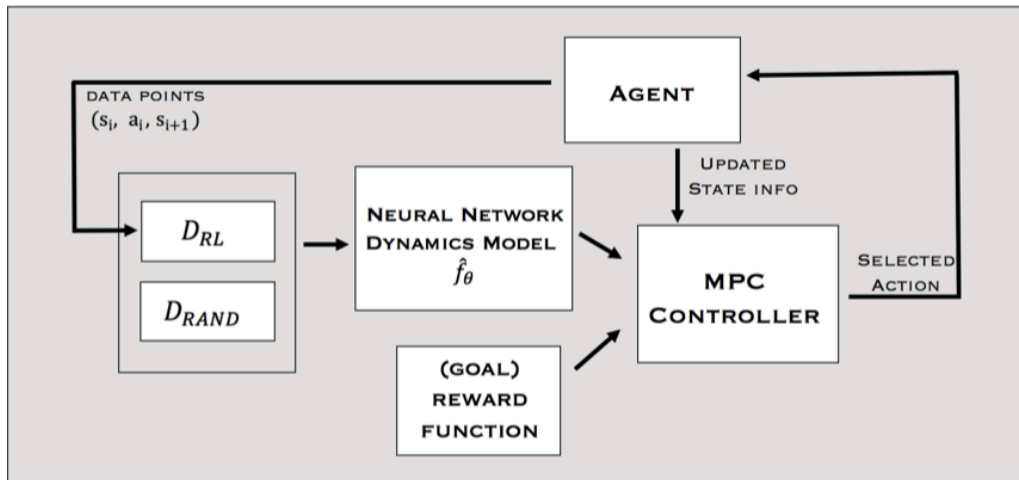 AGENT
DATA POINTS
(sᵢ, aᵢ, sᵢ₊₁)
UPDATED
STATE INFO
D_RL
D_RAND
NEURAL NETWORK
DYNAMICS MODEL
f̂_θ
MPC
CONTROLLER
SELECTED
ACTION
(GOAL)
REWARD
FUNCTION